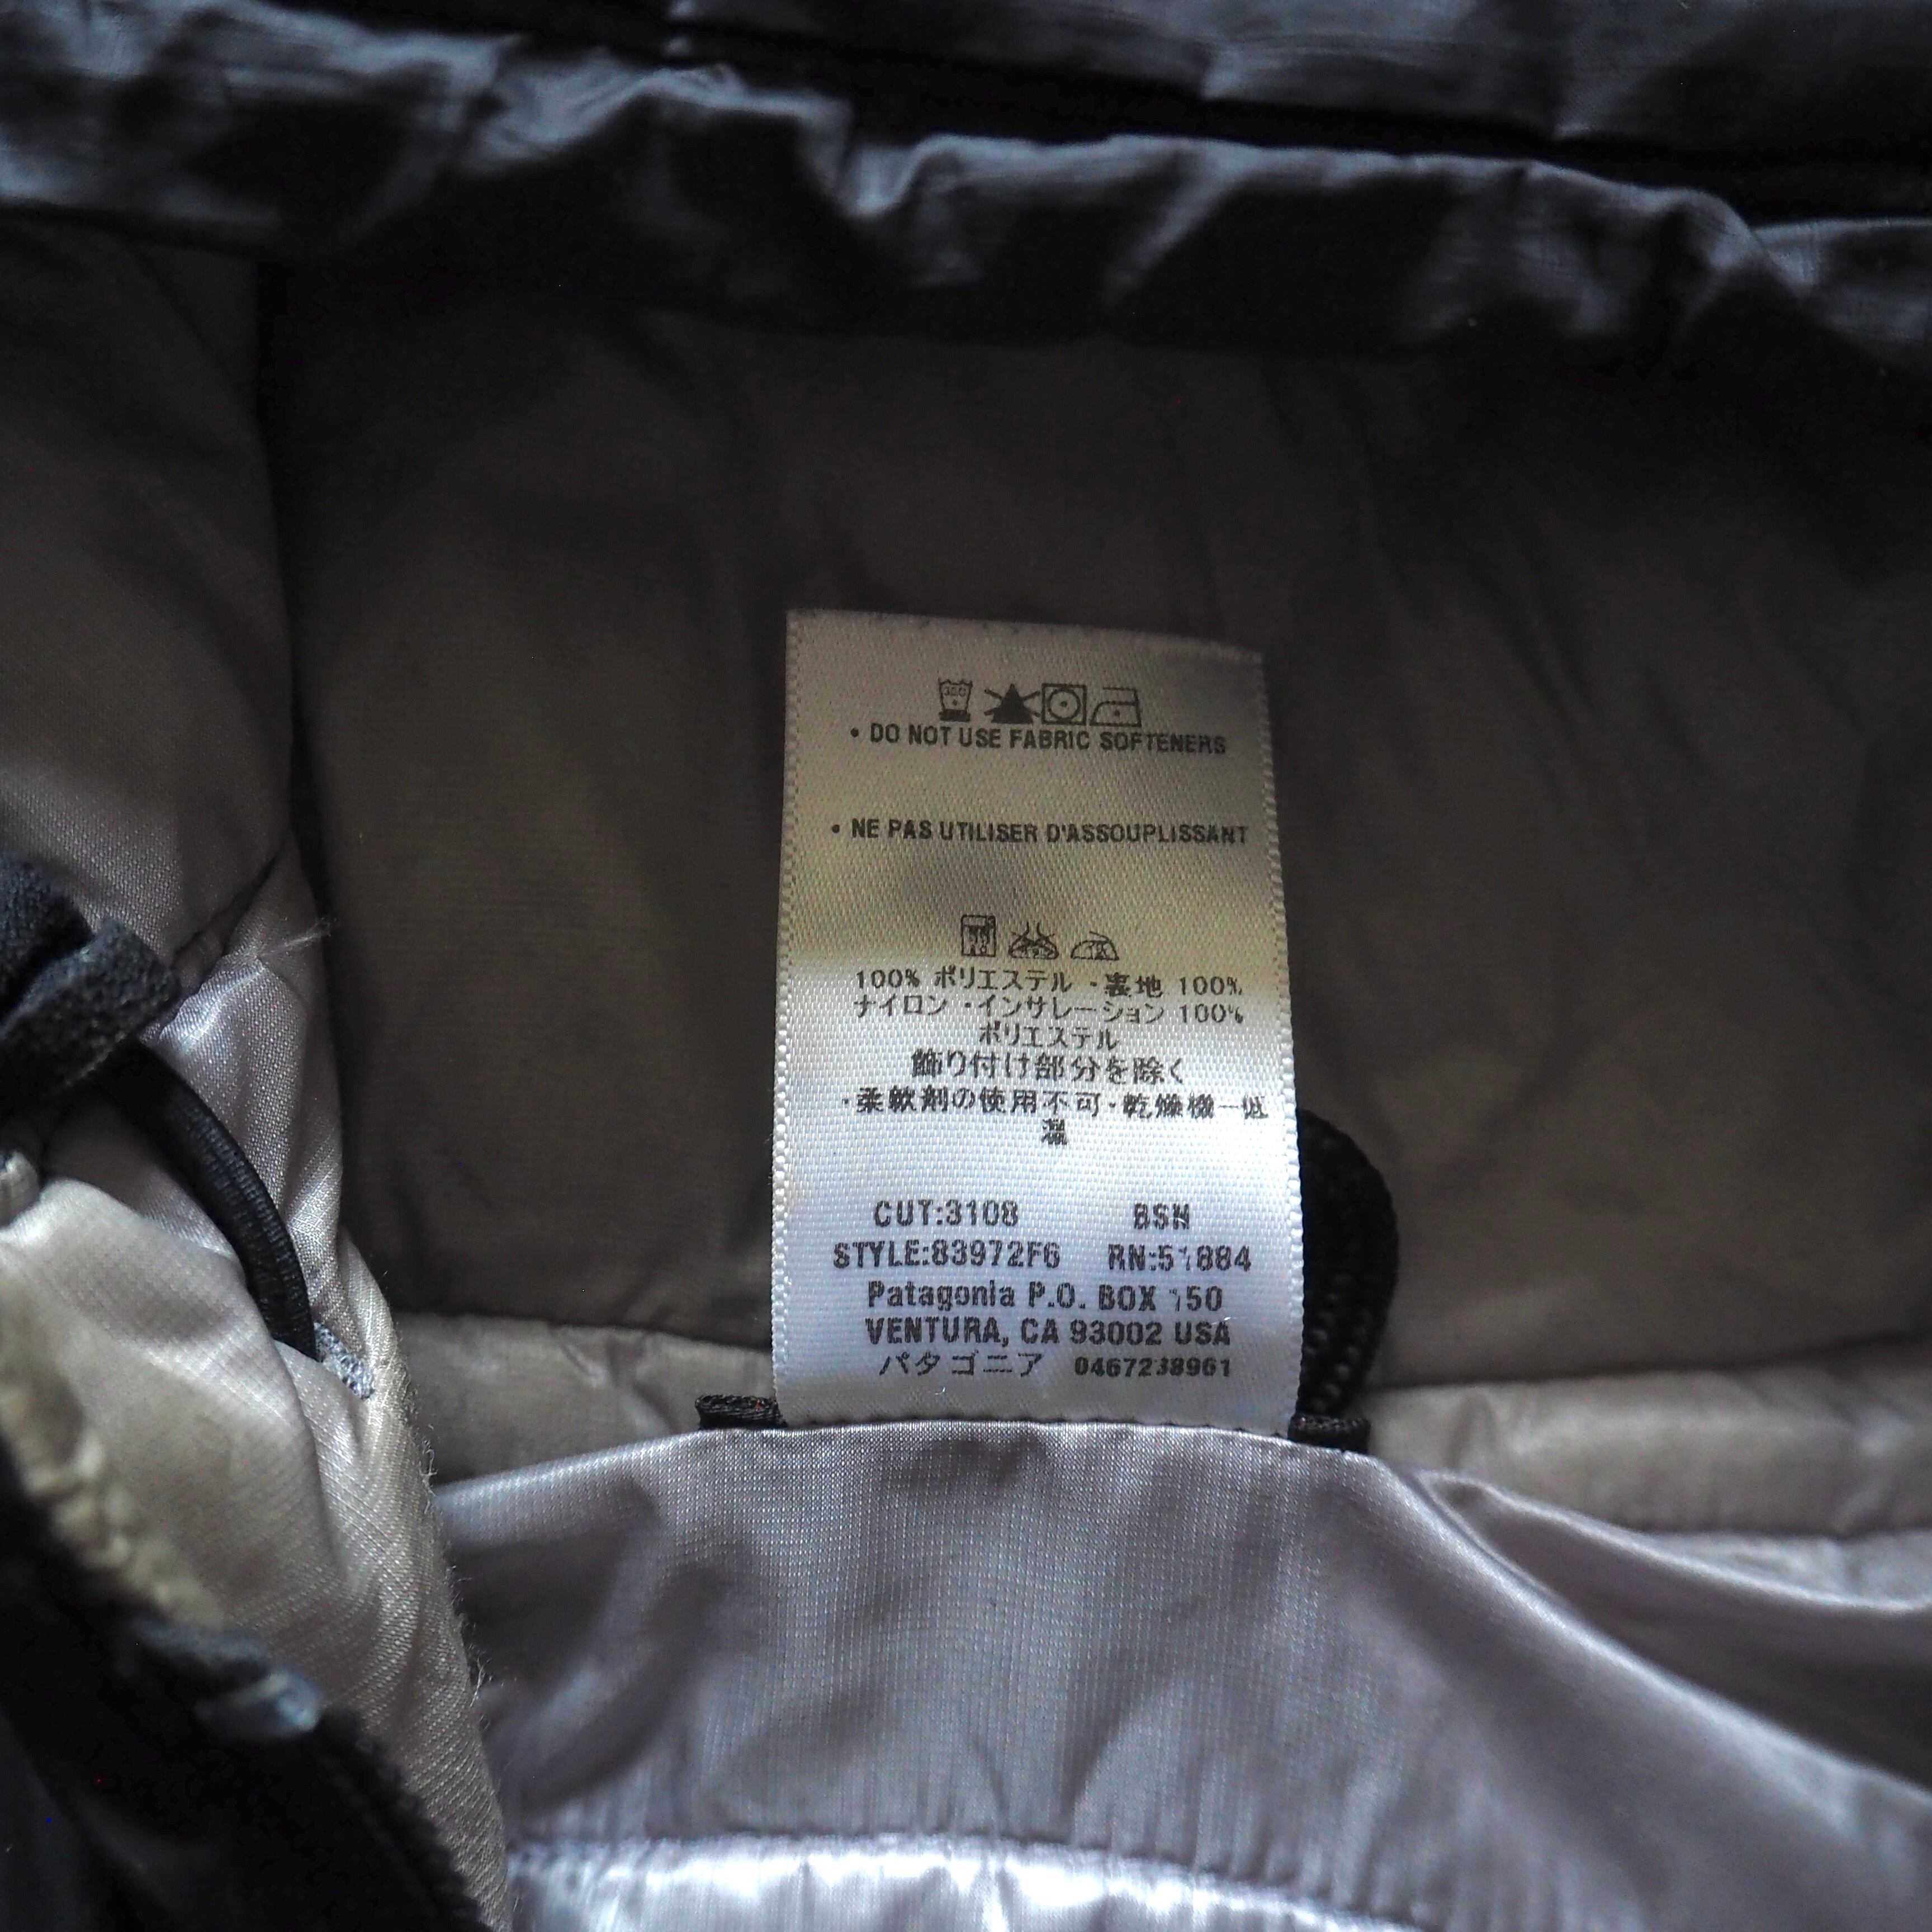 • DO NOT USE FABRIC SOFTENERS
• NE PAS UTILISER D'ASSOUPLISSANT
100% ポリエステル ・裏地 100%
ナイロン ・インサレーション 100%
ポリエステル
飾り付け部分を除く
・柔軟剤の使用不可・乾燥機ー低
温
CUT:3108 BSN
STYLE:83972F6 RN:51884
Patagonia P.O. BOX 150
VENTURA, CA 93002 USA
パタゴニア 0467238961